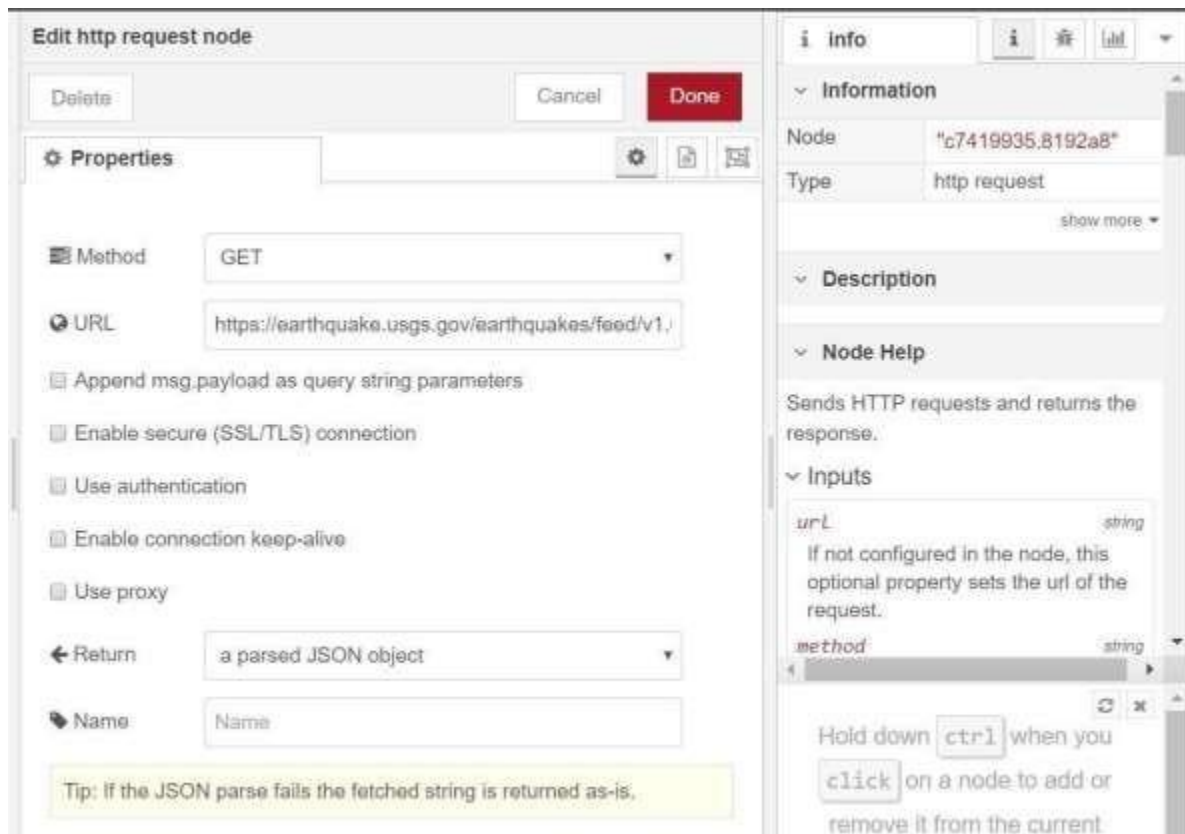 Edit http request node
Delete
Cancel
Done
Properties
Method
GET
URL
https://earthquake.usgs.gov/earthquakes/feed/v1.
Append msg.payload as query string parameters
Enable secure (SSL/TLS) connection
Use authentication
Enable connection keep-alive
Use proxy
Return
a parsed JSON object
Name
Name
Tip: If the JSON parse fails the fetched string is returned as-is.
i info
i
Information
Node
"c7419935.8192a8"
Type
http request
show more
Description
Node Help
Sends HTTP requests and returns the
response.
Inputs
url
string
If not configured in the node, this
optional property sets the url of the
request.
method
string
Hold down ctrl when you
click on a node to add or
remove it from the current